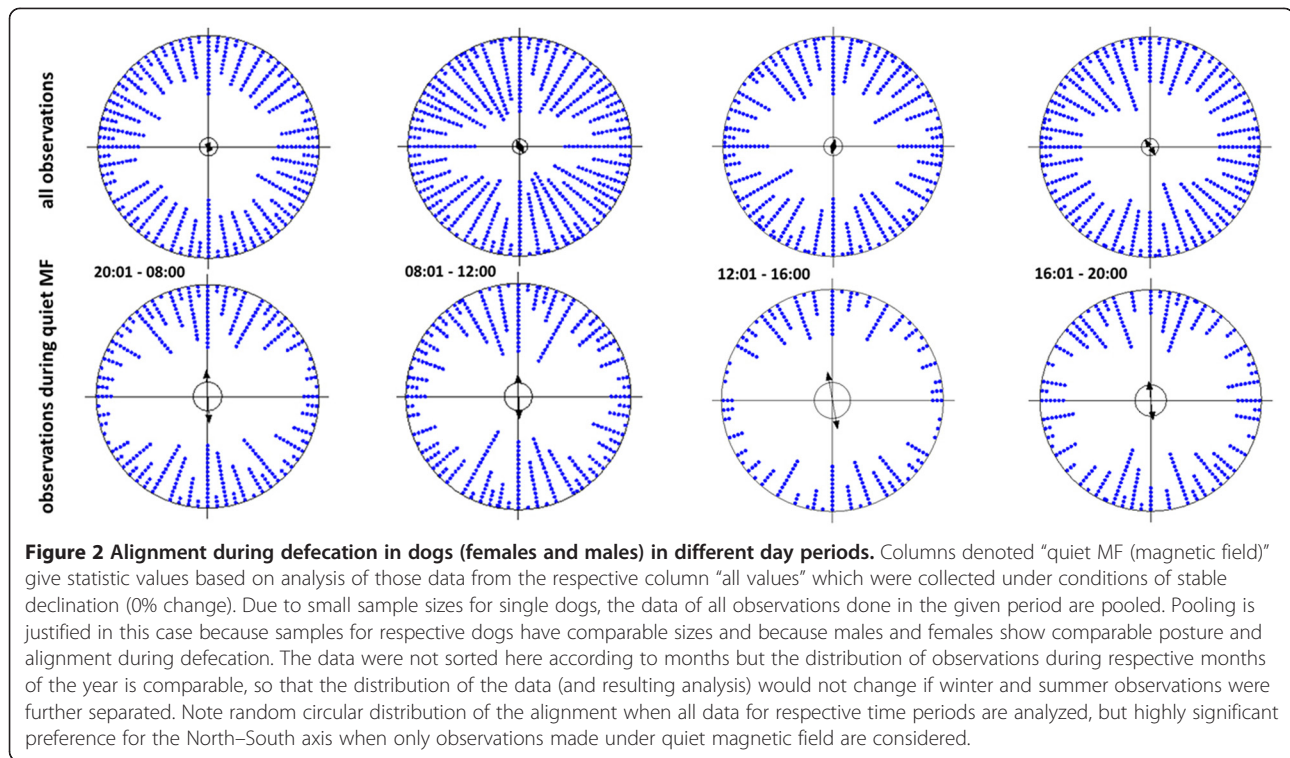 all observations
observations during quiet MF
20:01 - 08:00
08:01 - 12:00
12:01 - 16:00
16:01 - 20:00
Figure 2 Alignment during defecation in dogs (females and males) in different day periods. Columns denoted “quiet MF (magnetic field)”
give statistic values based on analysis of those data from the respective column “all values” which were collected under conditions of stable
declination (0% change). Due to small sample sizes for single dogs, the data of all observations done in the given period are pooled. Pooling is
justified in this case because samples for respective dogs have comparable sizes and because males and females show comparable posture and
alignment during defecation. The data were not sorted here according to months but the distribution of observations during respective months
of the year is comparable, so that the distribution of the data (and resulting analysis) would not change if winter and summer observations were
further separated. Note random circular distribution of the alignment when all data for respective time periods are analyzed, but highly significant
preference for the North–South axis when only observations made under quiet magnetic field are considered.